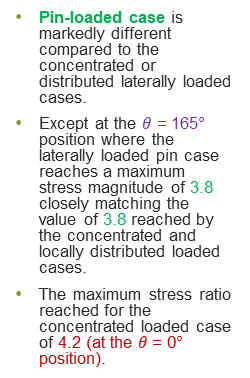 • Pin-loaded case is
markedly different
compared to the
concentrated or
distributed laterally loaded
cases.
• Except at the θ = 165°
position where the
laterally loaded pin case
reaches a maximum
stress magnitude of 3.8
closely matching the
value of 3.8 reached by
the concentrated and
locally distributed loaded
cases.
• The maximum stress ratio
reached for the
concentrated loaded case
of 4.2 (at the θ = 0°
position).